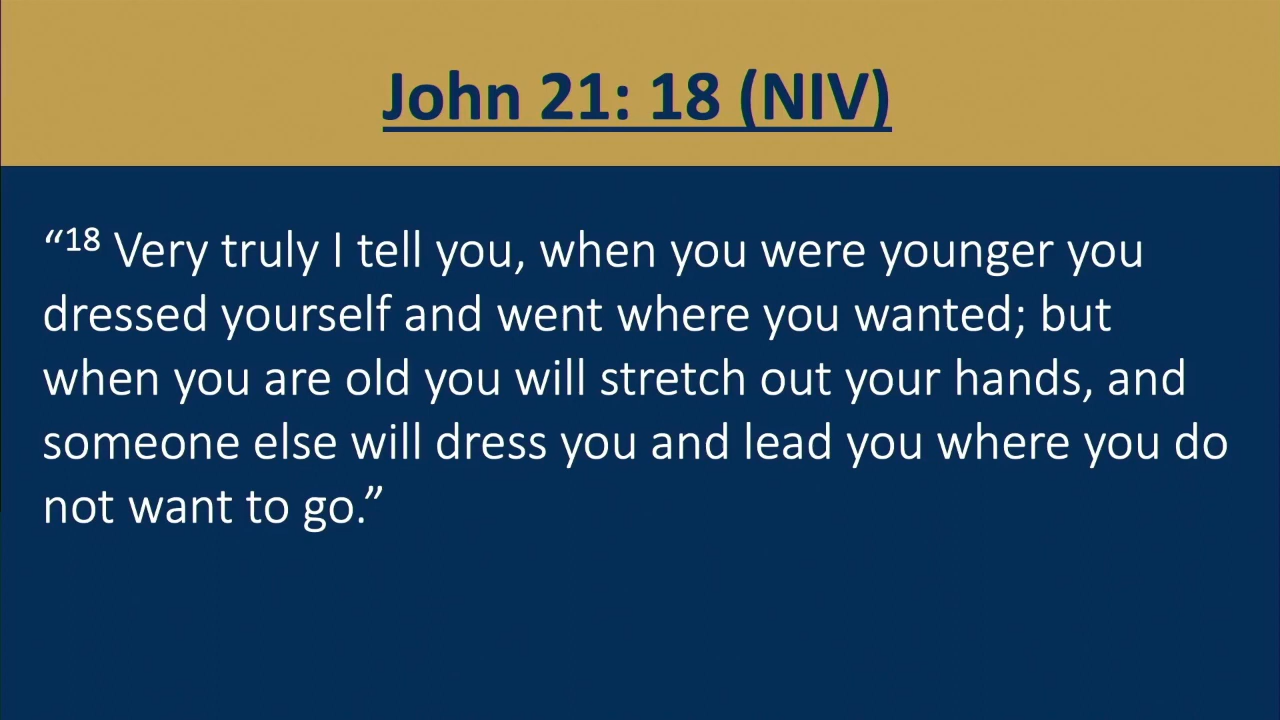 John 21: 18 (NIV)
“18 Very truly I tell you, when you were younger you
dressed yourself and went where you wanted; but
when you are old you will stretch out your hands, and
someone else will dress you and lead you where you do
not want to go.”